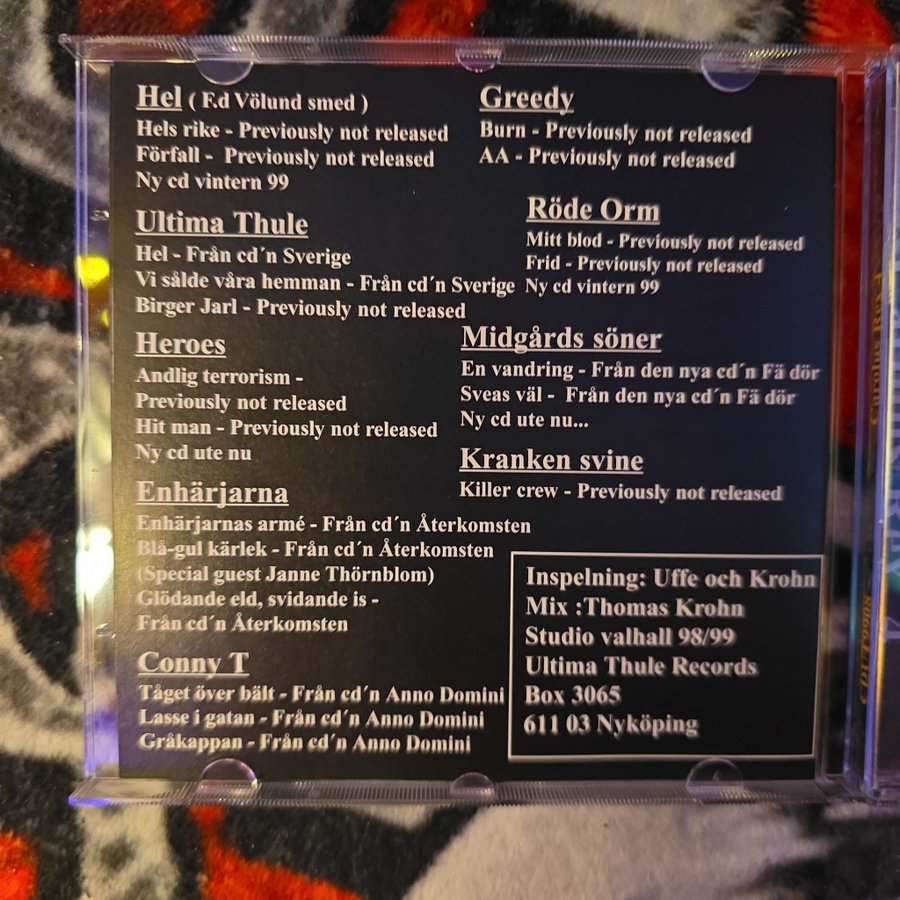 Hel ( F.d Völund smed )
Hels rike - Previously not released
Förfall - Previously not released
Ny cd vintern 99
Ultima Thule
Hel - Från cd´n Sverige
Vi sålde våra hemman - Från cd´n Sverige
Birger Jarl - Previously not released
Heroes
Andlig terrorism -
Previously not released
Hit man - Previously not released
Ny cd ute nu
Enhärjarna
Enhärjarnas armé - Från cd´n Återkomsten
Blå-gul kärlek - Från cd´n Återkomsten
(Special guest Janne Thörnblom)
Glödande eld, svidande is -
Från cd´n Återkomsten
Conny T
Tåget över bält - Från cd´n Anno Domini
Lasse i gatan - Från cd´n Anno Domini
Gråkappan - Från cd´n Anno Domini
Greedy
Burn - Previously not released
AA - Previously not released
Röde Orm
Mitt blod - Previously not released
Frid - Previously not released
Ny cd vintern 99
Midgårds söner
En vandring - Från den nya cd´n Fä dör
Sveas väl - Från den nya cd´n Fä dör
Ny cd ute nu...
Kranken svine
Killer crew - Previously not released
Inspelning: Uffe och Krohn
Mix :Thomas Krohn
Studio valhall 98/99
Ultima Thule Records
Box 3065
611 03 Nyköping